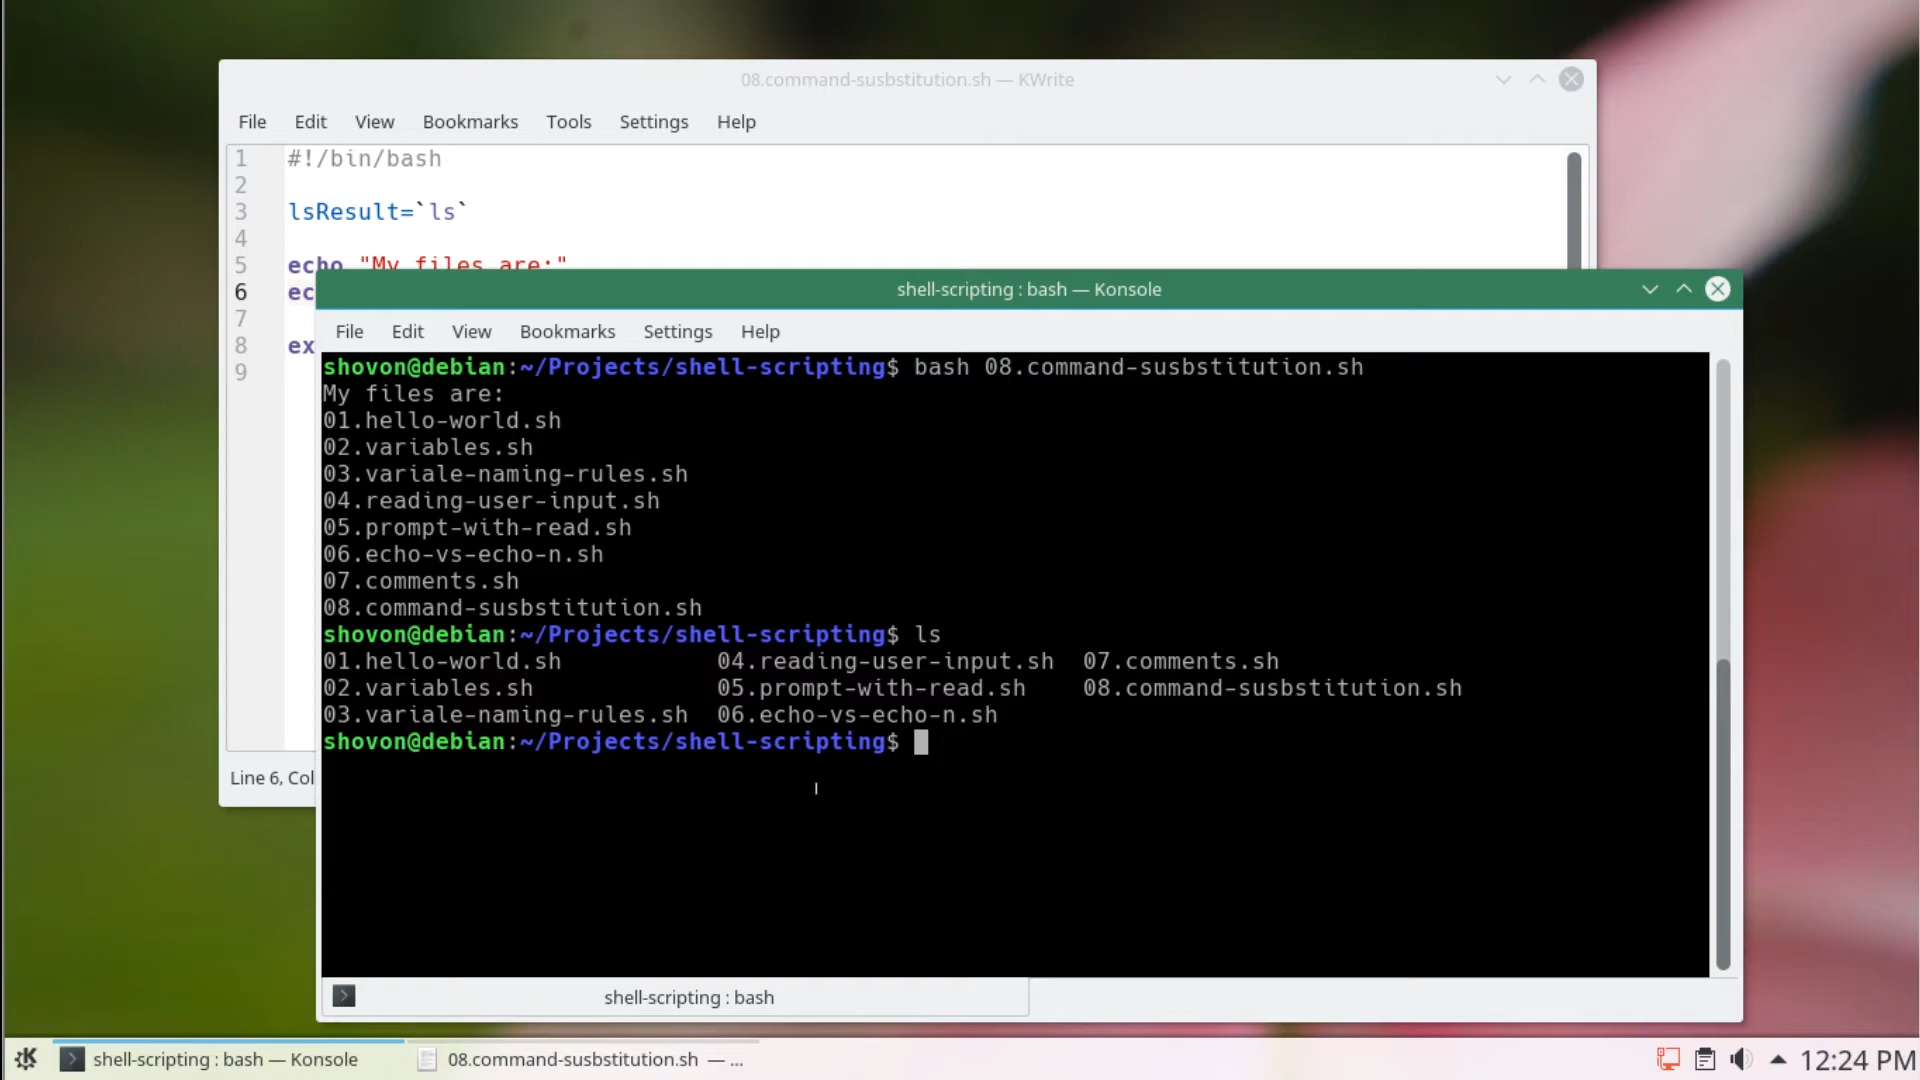 08.command-susbstitution.sh — KWrite
File Edit View Bookmarks Tools Settings Help
1 #!/bin/bash
2
3 lsResult=`ls`
4
5 echo "My files are:"
6 ec
7
8 ex
9
Line 6, Col
shell-scripting : bash — Konsole
File Edit View Bookmarks Settings Help
shovon@debian:~/Projects/shell-scripting$ bash 08.command-susbstitution.sh
My files are:
01.hello-world.sh
02.variables.sh
03.variale-naming-rules.sh
04.reading-user-input.sh
05.prompt-with-read.sh
06.echo-vs-echo-n.sh
07.comments.sh
08.command-susbstitution.sh
shovon@debian:~/Projects/shell-scripting$ ls
01.hello-world.sh 04.reading-user-input.sh 07.comments.sh
02.variables.sh 05.prompt-with-read.sh 08.command-susbstitution.sh
03.variale-naming-rules.sh 06.echo-vs-echo-n.sh
shovon@debian:~/Projects/shell-scripting$
shell-scripting : bash
shell-scripting : bash — Konsole 08.command-susbstitution.sh — ... 12:24 PM